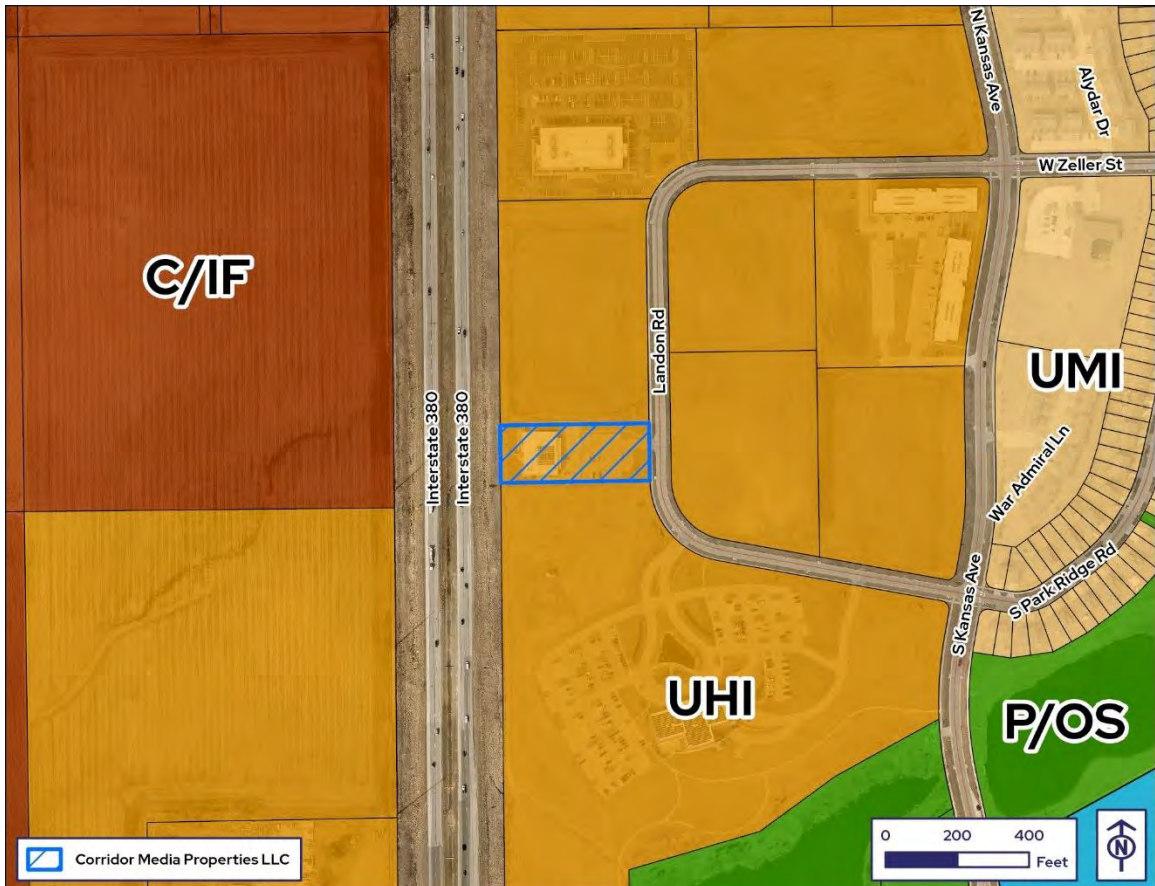 N Kansas Ave
Alydar Dr
W Zeller St
C/IF
Landon Rd
UMI
Interstate 380
Interstate 380
War Admiral Ln
S Park Ridge Rd
S Kansas Ave
UHI
P/OS
Corridor Media Properties LLC
0 200 400
Feet
N